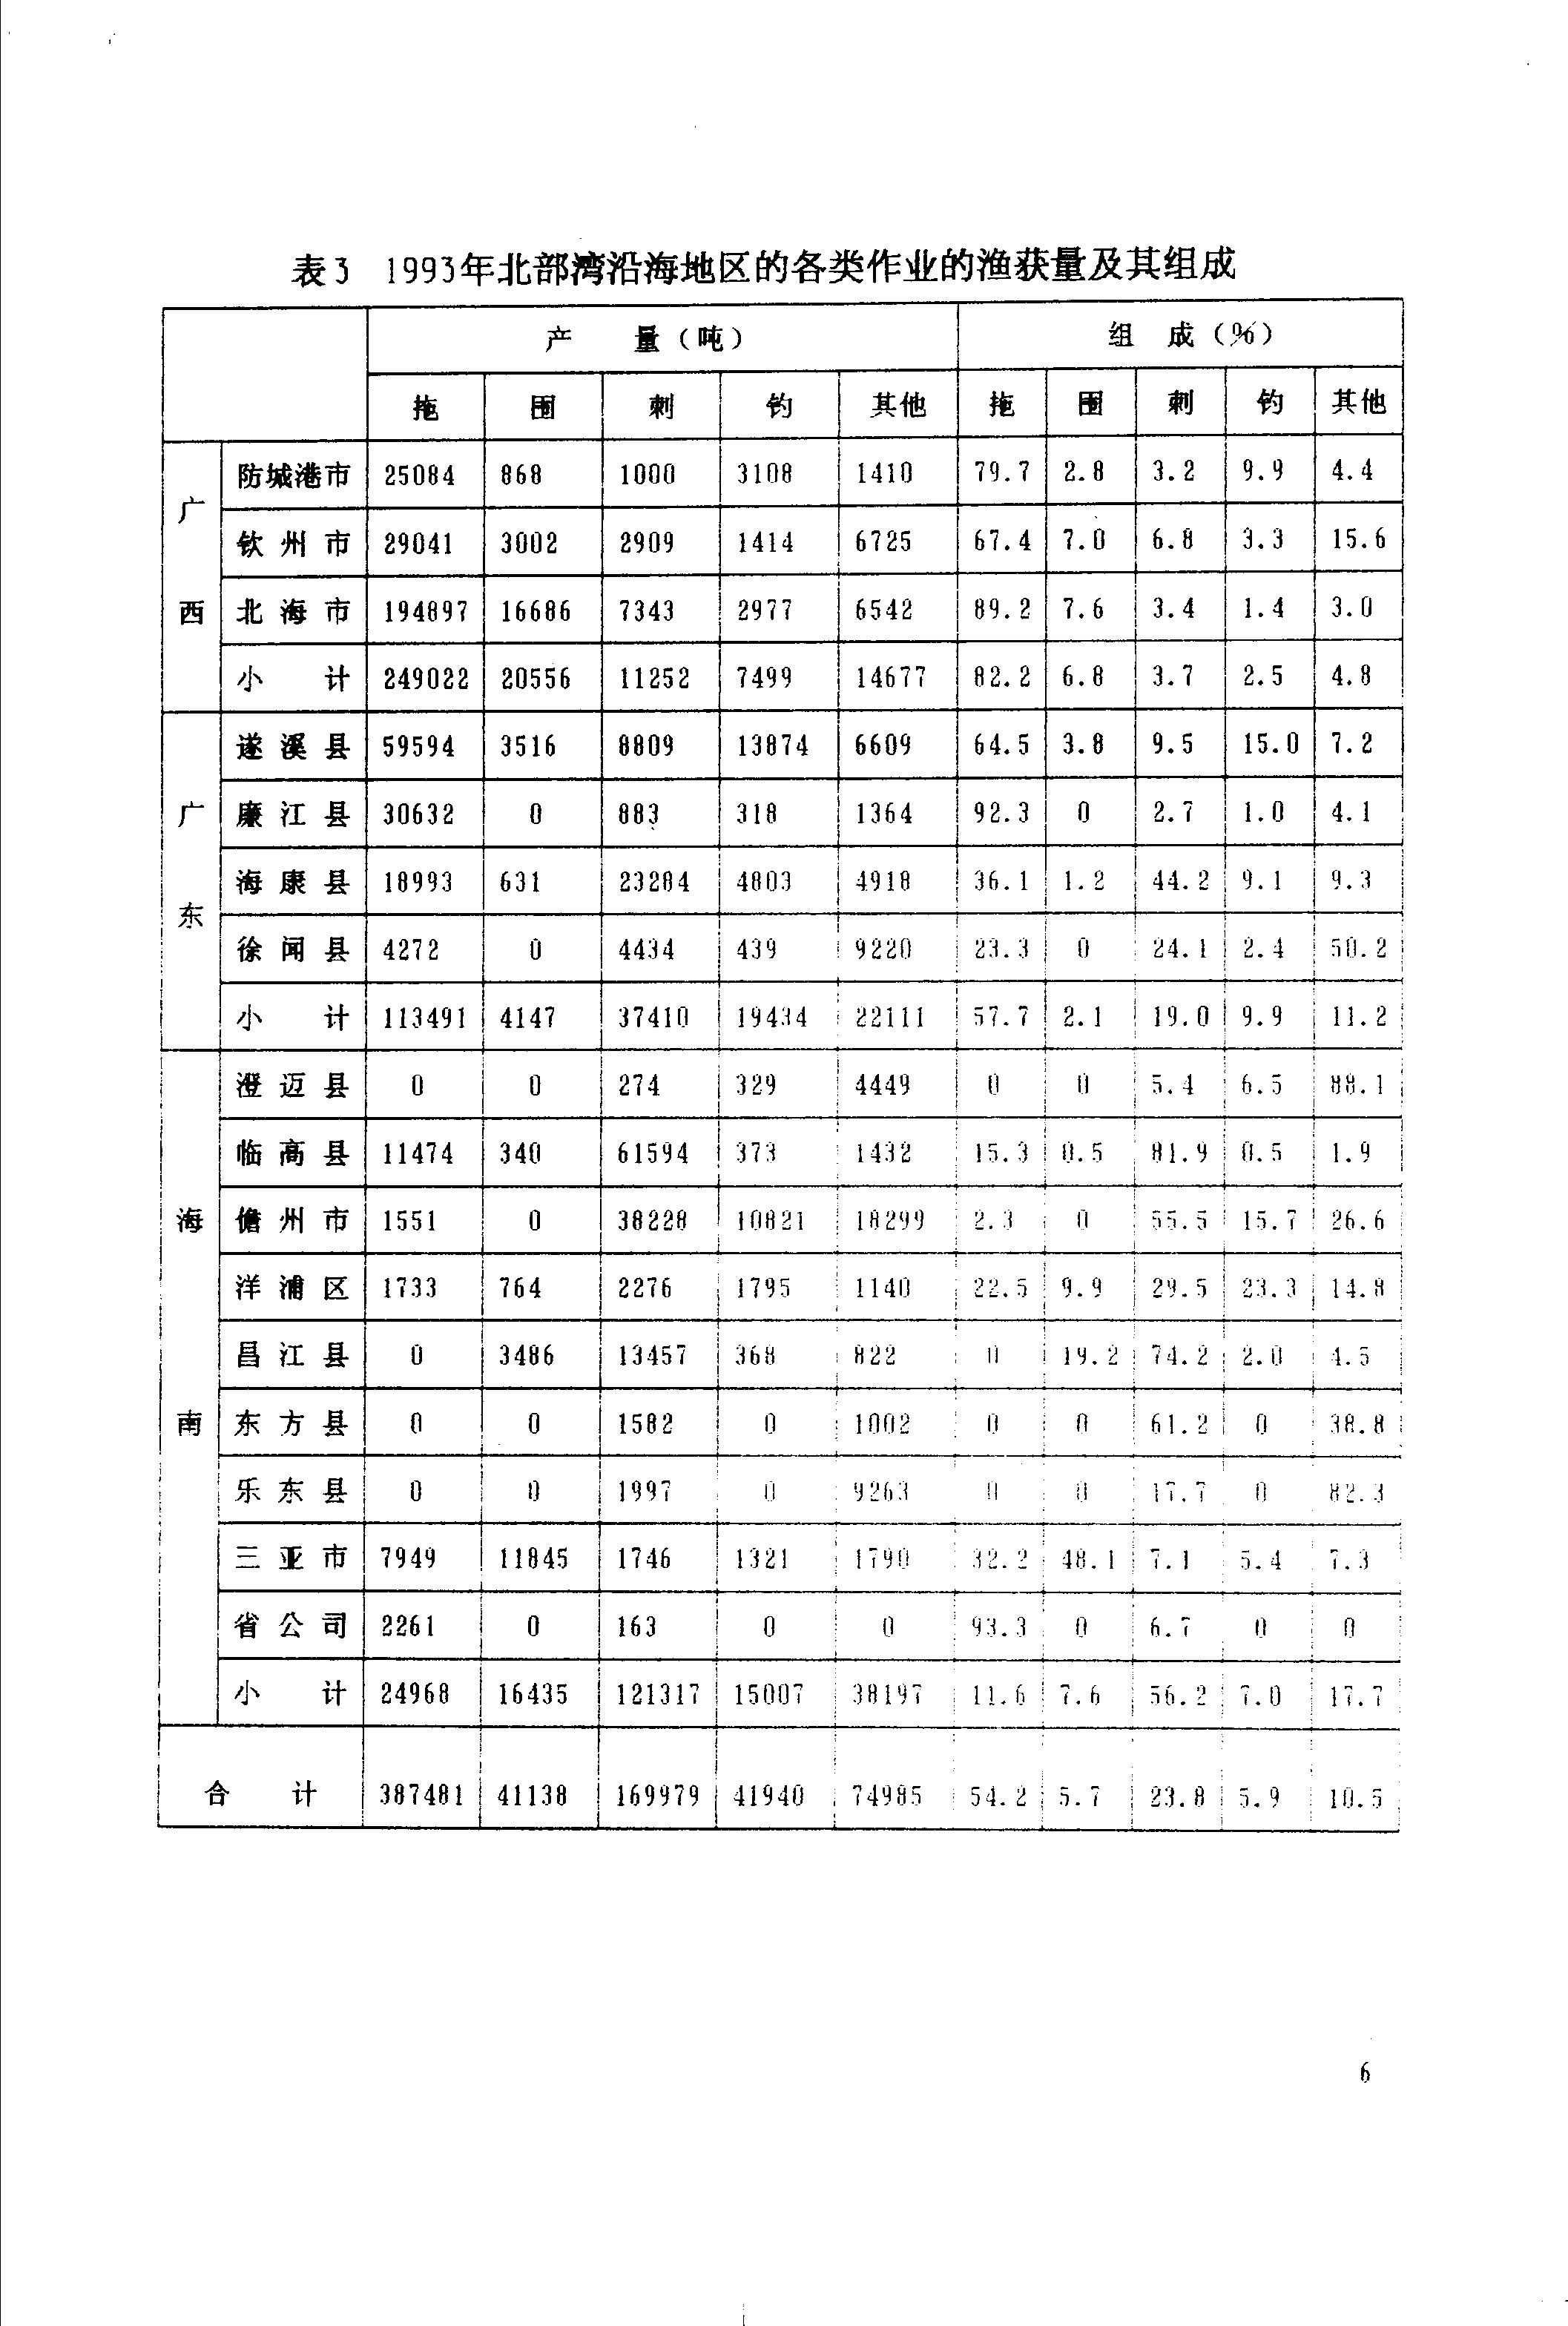 表3 1993年北部湾沿海地区的各类作业的渔获量及其组成
产 量(吨) 组 成(%)
拖 围 刺 钓 其他 拖 围 刺 钓 其他
广西
防城港市 25084 868 1000 3108 1410 79.7 2.8 3.2 9.9 4.4
钦州市 29041 3002 2909 1414 6725 67.4 7.0 6.8 3.3 15.6
北海市 194897 16686 7343 2977 6542 89.2 7.6 3.4 1.4 3.0
小计 249022 20556 11252 7499 14677 82.2 6.8 3.7 2.5 4.8
广东
遂溪县 59594 3516 8809 13874 6609 64.5 3.8 9.5 15.0 7.2
廉江县 30632 0 883 318 1364 92.3 0 2.7 1.0 4.1
海康县 18993 631 23284 4803 4918 36.1 1.2 44.2 9.1 9.3
徐闻县 4272 0 4434 439 9220 23.3 0 24.1 2.4 50.2
小计 113491 4147 37410 19434 22111 57.7 2.1 19.0 9.9 11.2
海南
澄迈县 0 0 274 329 4449 0 0 5.4 6.5 88.1
临高县 11474 340 61594 373 1432 15.3 0.5 81.9 0.5 1.9
儋州市 1551 0 38228 10821 18299 2.3 0 55.5 15.7 26.6
洋浦区 1733 764 2276 1795 1140 22.5 9.9 29.5 23.3 14.8
昌江县 0 3486 13457 368 822 0 19.2 74.2 2.0 4.5
东方县 0 0 1582 0 1002 0 0 61.2 0 38.8
乐东县 0 0 1997 0 9263 0 0 17.7 0 82.3
三亚市 7949 11845 1746 1321 1790 32.2 48.1 7.1 5.4 7.3
省公司 2261 0 163 0 0 93.3 0 6.7 0 0
小计 24968 16435 121317 15007 38197 11.6 7.6 56.2 7.0 17.7
合计 387481 41138 169979 41940 74985 54.2 5.7 23.8 5.9 10.5
6